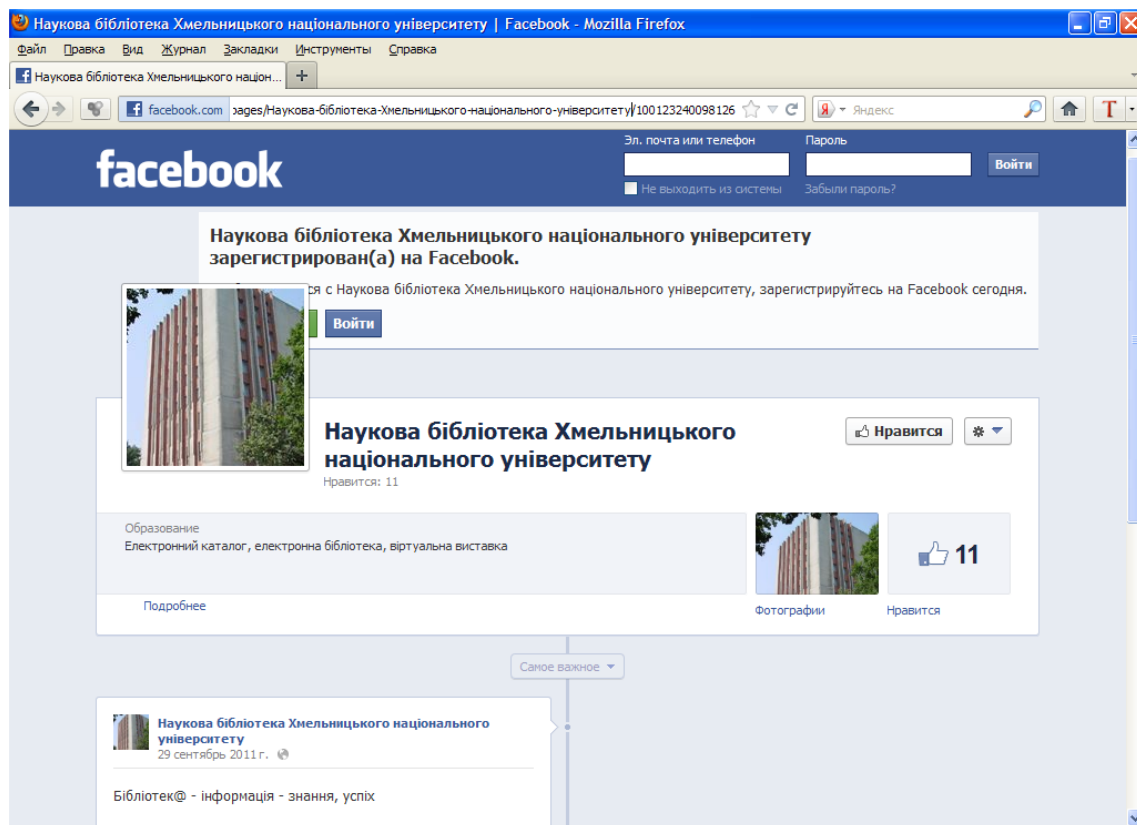 Наукова бібліотека Хмельницького національного університету | Facebook - Mozilla Firefox
Файл Правка Вид Журнал Закладки Инструменты Справка
Наукова бібліотека Хмельницького націон... +
facebook.com pages/Наукова-бібліотека-Хмельницького-національного-університету/100123240098126 Яндекс T
facebook
Эл. почта или телефон Пароль
Войти
Не выходить из системы Забыли пароль?
Наукова бібліотека Хмельницького національного університету
зарегистрирован(а) на Facebook.
ся с Наукова бібліотека Хмельницького національного університету, зарегистрируйтесь на Facebook сегодня.
Войти
Наукова бібліотека Хмельницького
національного університету
Нравится: 11
Нравится
Образование
Електронний каталог, електронна бібліотека, віртуальна виставка
11
Подробнее
Фотографии Нравится
Самое важное
Наукова бібліотека Хмельницького національного
університету
29 сентябрь 2011 г.
Бібліотек@ - інформація - знання, успіх